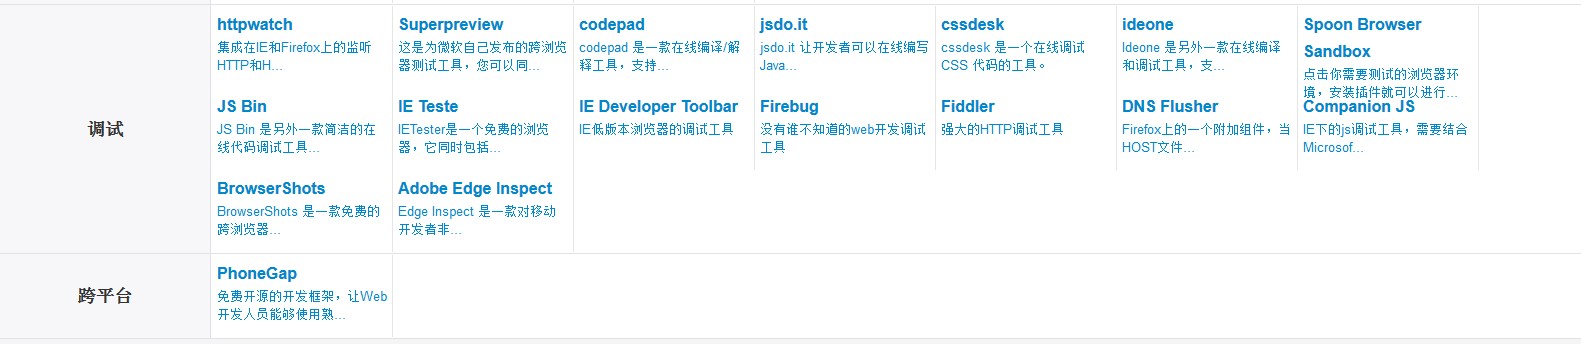 调试
httpwatch
集成在IE和Firefox上的监听
HTTP和H...
Superpreview
这是为微软自己发布的跨浏览
器测试工具，您可以同...
codepad
codepad 是一款在线编译/解
释工具，支持...
jsdo.it
jsdo.it 让开发者可以在线编写
Java...
cssdesk
cssdesk 是一个在线调试
CSS 代码的工具。
ideone
Ideone 是另外一款在线编译
和调试工具，支...
Spoon Browser
Sandbox
点击你需要测试的浏览器环
境，安装插件就可以进行...
JS Bin
JS Bin 是另外一款简洁的在
线代码调试工具...
IE Teste
IETester是一个免费的浏览
器，它同时包括...
IE Developer Toolbar
IE低版本浏览器的调试工具
Firebug
没有谁不知道的web开发调试
工具
Fiddler
强大的HTTP调试工具
DNS Flusher
Firefox上的一个附加组件，当
HOST文件...
Companion JS
IE下的js调试工具，需要结合
Microsof...
BrowserShots
BrowserShots 是一款免费的
跨浏览器...
Adobe Edge Inspect
Edge Inspect 是一款对移动
开发者非...
跨平台
PhoneGap
免费开源的开发框架，让Web
开发人员能够使用熟...